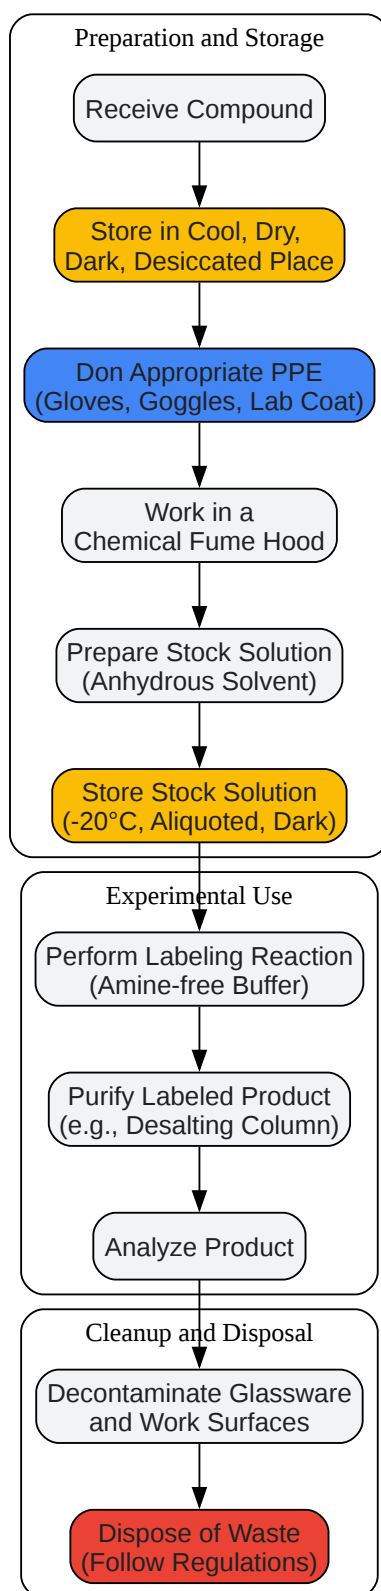 Preparation and Storage
Receive Compound
Store in Cool, Dry,
Dark, Desiccated Place
Don Appropriate PPE
(Gloves, Goggles, Lab Coat)
Work in a
Chemical Fume Hood
Prepare Stock Solution
(Anhydrous Solvent)
Store Stock Solution
(-20°C, Aliquoted, Dark)
Experimental Use
Perform Labeling Reaction
(Amine-free Buffer)
Purify Labeled Product
(e.g., Desalting Column)
Analyze Product
Cleanup and Disposal
Decontaminate Glassware
and Work Surfaces
Dispose of Waste
(Follow Regulations)